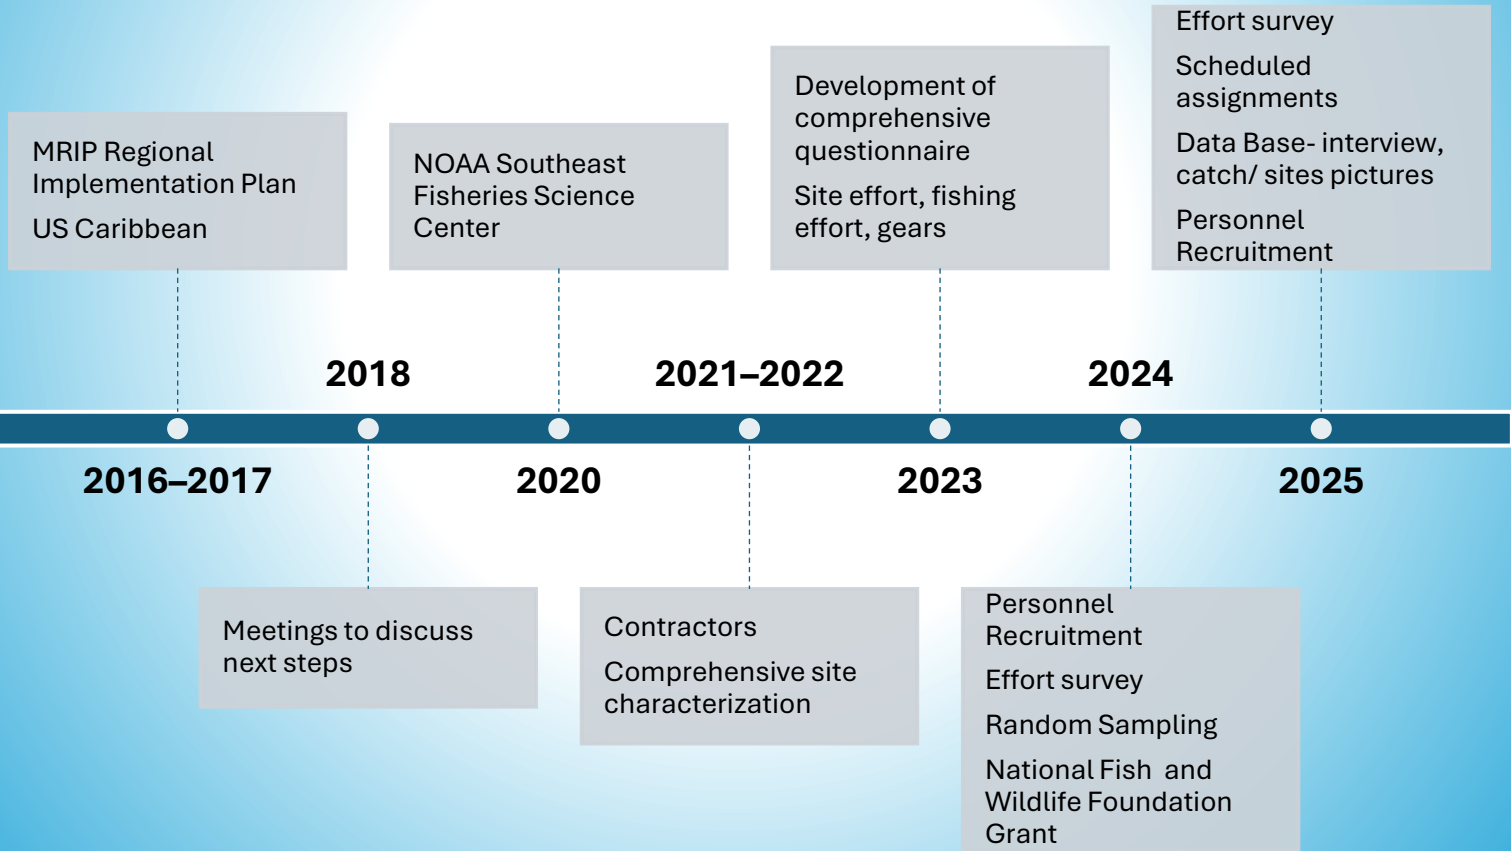 MRIP Regional
Implementation Plan
US Caribbean
NOAA Southeast
Fisheries Science
Center
Development of
comprehensive
questionnaire
Site effort, fishing
effort, gears
Effort survey
Scheduled
assignments
Data Base- interview,
catch/ sites pictures
Personnel
Recruitment
2018
2021–2022
2024
2016–2017
2020
2023
2025
Meetings to discuss
next steps
Contractors
Comprehensive site
characterization
Personnel
Recruitment
Effort survey
Random Sampling
National Fish  and
Wildlife Foundation
Grant